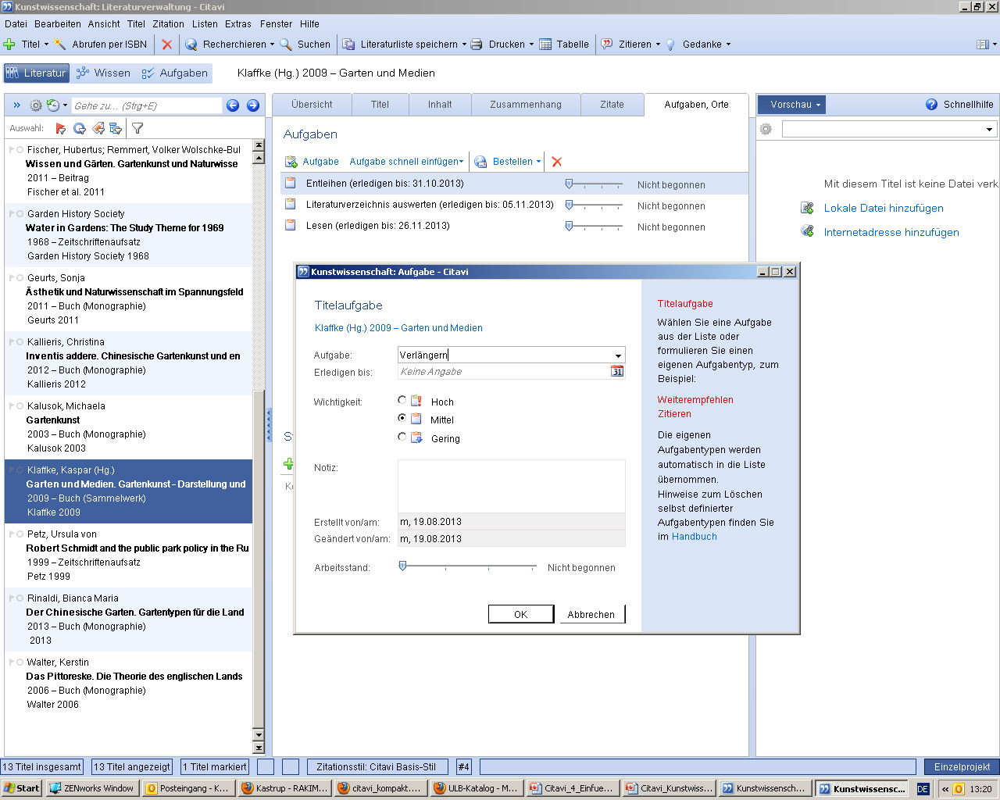 Kunstwissenschaft: Literaturverwaltung - Citavi
Datei Bearbeiten Ansicht Titel Zitation Listen Extras Fenster Hilfe
Titel Abrufen per ISBN Recherchieren Suchen Literaturliste speichern Drucken Tabelle Zitieren Gedanke
Literatur Wissen Aufgaben Klaffke (Hg.) 2009 – Garten und Medien
» Gehe zu... (Strg+E)
Auswahl:
Fischer, Hubertus; Remmert, Volker Wolschke-Bul
Wissen und Gärten. Gartenkunst und Naturwisse
2011 – Beitrag
Fischer et al. 2011
Garden History Society
Water in Gardens: The Study Theme for 1969
1968 – Zeitschriftenaufsatz
Garden History Society 1968
Geurts, Sonja
Ästhetik und Naturwissenschaft im Spannungsfeld
2011 – Buch (Monographie)
Geurts 2011
Kallieris, Christina
Inventis addere. Chinesische Gartenkunst und en
2012 – Buch (Monographie)
Kallieris 2012
Kalusok, Michaela
Gartenkunst
2003 – Buch (Monographie)
Kalusok 2003
Klaffke, Kaspar (Hg.)
Garten und Medien. Gartenkunst - Darstellung und
2009 – Buch (Sammelwerk)
Klaffke 2009
Petz, Ursula von
Robert Schmidt and the public park policy in the Ru
1999 – Zeitschriftenaufsatz
Petz 1999
Rinaldi, Bianca Maria
Der Chinesische Garten. Gartentypen für die Land
2013 – Buch (Monographie)
2013
Walter, Kerstin
Das Pittoreske. Die Theorie des englischen Lands
2006 – Buch (Monographie)
Walter 2006
Übersicht Titel Inhalt Zusammenhang Zitate Aufgaben, Orte
Aufgaben
Aufgabe Aufgabe schnell einfügen Bestellen
Entleihen (erledigen bis: 31.10.2013) Nicht begonnen
Literaturverzeichnis auswerten (erledigen bis: 05.11.2013) Nicht begonnen
Lesen (erledigen bis: 26.11.2013) Nicht begonnen
Vorschau Schnellhilfe
Mit diesem Titel ist keine Datei verk
Lokale Datei hinzufügen
Internetadresse hinzufügen
Kunstwissenschaft: Aufgabe - Citavi
Titelaufgabe
Klaffke (Hg.) 2009 – Garten und Medien
Aufgabe: Verlängern
Erledigen bis: Keine Angabe 31
Wichtigkeit: Hoch
Mittel
Gering
Notiz:
Erstellt von/am: m, 19.08.2013
Geändert von/am: m, 19.08.2013
Arbeitsstand: Nicht begonnen
OK Abbrechen
Titelaufgabe
Wählen Sie eine Aufgabe
aus der Liste oder
formulieren Sie einen
eigenen Aufgabentyp, zum
Beispiel:
Weiterempfehlen
Zitieren
Die eigenen
Aufgabentypen werden
automatisch in die Liste
übernommen.
Hinweise zum Löschen
selbst definierter
Aufgabentypen finden Sie
im Handbuch
13 Titel insgesamt 13 Titel angezeigt 1 Titel markiert Zitationsstil: Citavi Basis-Stil #4 Einzelprojekt
Start ZENworks Window Posteingang - K... Kastrup - RAKIM... citavi_kompakt.... ULB-Katalog - M... Citavi_4_Einfue... Citavi_Kunstwiss... Kunstwissensch... Kunstwissensc... DE « 13:20